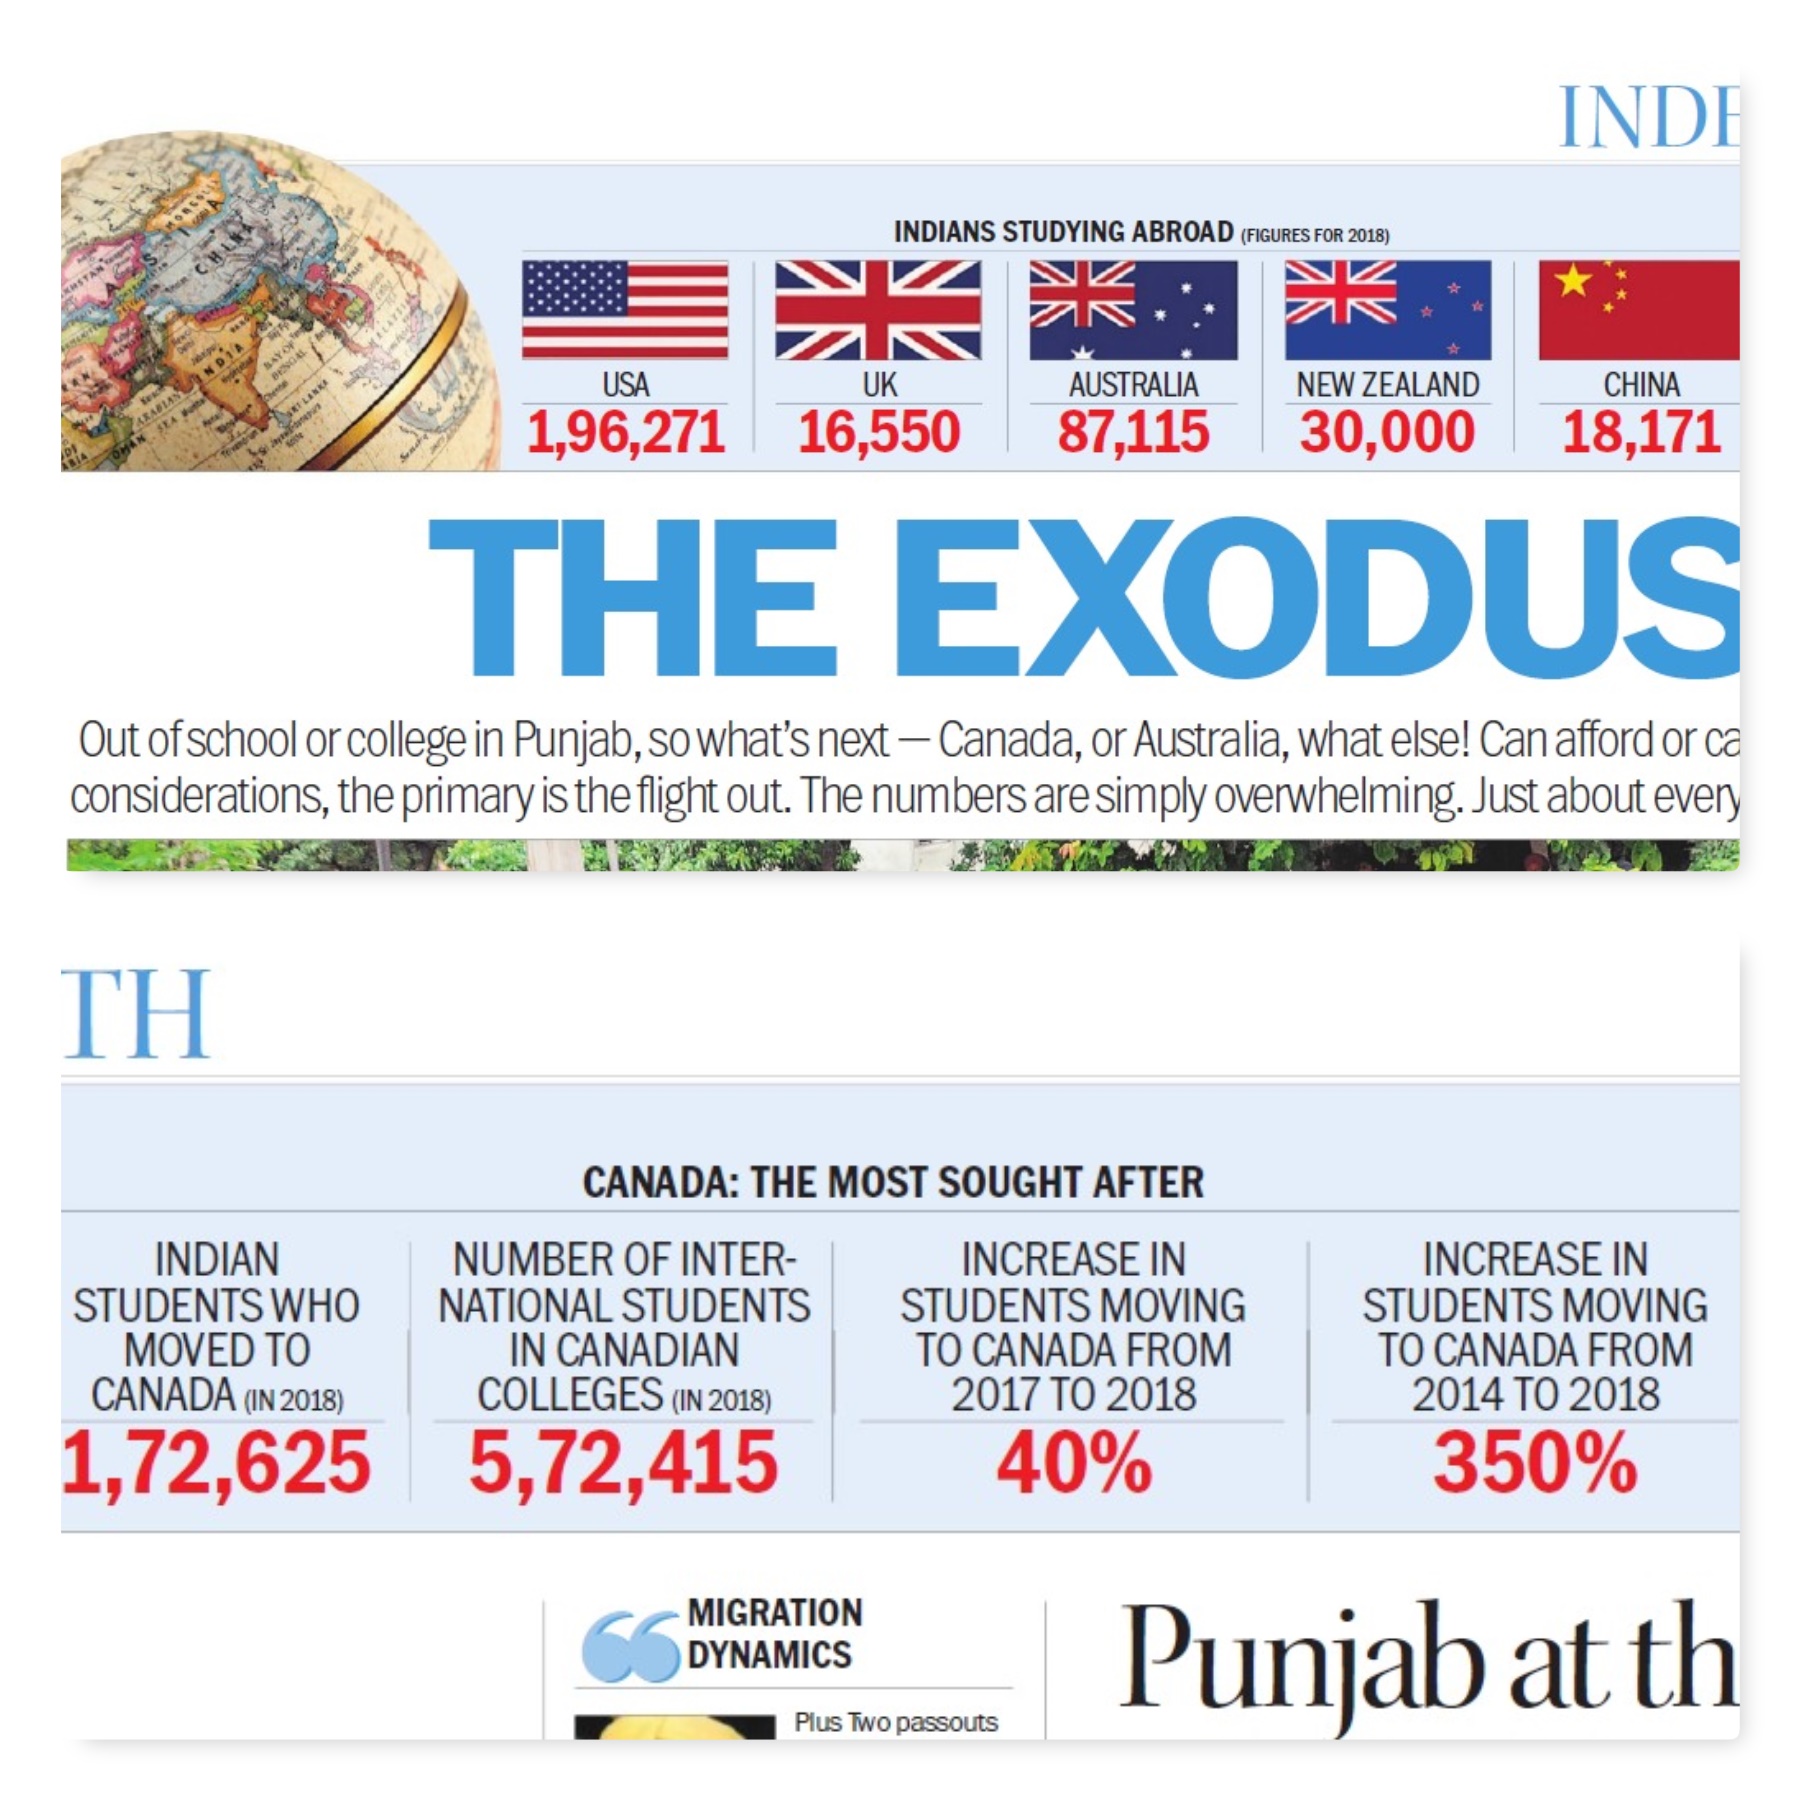 INDE
INDIANS STUDYING ABROAD (FIGURES FOR 2018)
USA
1,96,271
UK
16,550
AUSTRALIA
87,115
NEW ZEALAND
30,000
CHINA
18,171
THE EXODUS
Out of school or college in Punjab, so what's next — Canada, or Australia, what else! Can afford or ca
considerations, the primary is the flight out. The numbers are simply overwhelming. Just about every
TH
CANADA: THE MOST SOUGHT AFTER
INDIAN
STUDENTS WHO
MOVED TO
CANADA (IN 2018)
1,72,625
NUMBER OF INTER-
NATIONAL STUDENTS
IN CANADIAN
COLLEGES (IN 2018)
5,72,415
INCREASE IN
STUDENTS MOVING
TO CANADA FROM
2017 TO 2018
40%
INCREASE IN
STUDENTS MOVING
TO CANADA FROM
2014 TO 2018
350%
MIGRATION
DYNAMICS
Plus Two passouts
Punjab at th
MONGOL
CHINA
INDIA